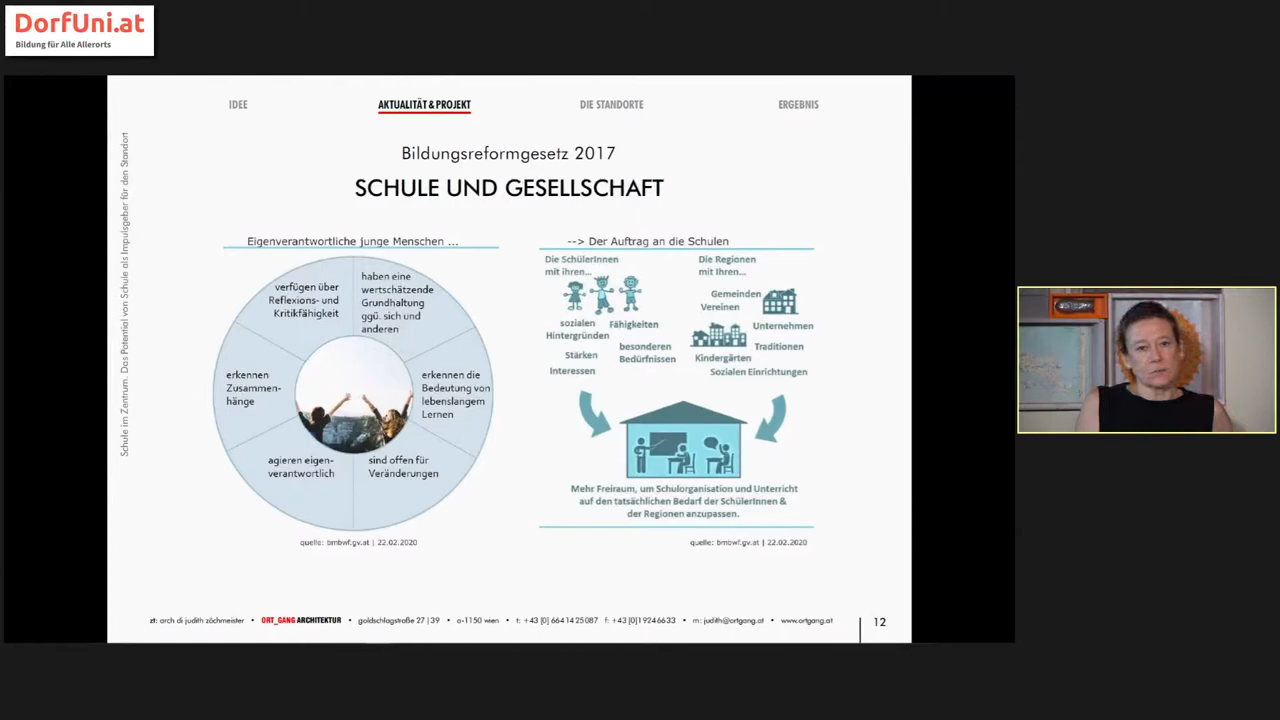 DorfUni.at
Bildung für Alle Allerorts
IDEE
AKTUALITÄT & PROJEKT
DIE STANDORTE
ERGEBNIS
Schule im Zentrum. Das Potential von Schule als Impulsgeber für den Standort
Bildungsreformgesetz 2017
SCHULE UND GESELLSCHAFT
Eigenverantwortliche junge Menschen ...
verfügen über
Reflexions- und
Kritikfähigkeit
haben eine
wertschätzende
Grundhaltung
ggü. sich und
anderen
erkennen
Zusammen-
hänge
erkennen die
Bedeutung von
lebenslangem
Lernen
agieren eigen-
verantwortlich
sind offen für
Veränderungen
quelle: bmbwf.gv.at | 22.02.2020
--> Der Auftrag an die Schulen
Die SchülerInnen
mit ihren...
sozialen
Hintergründen
Fähigkeiten
Stärken
besonderen
Bedürfnissen
Interessen
Die Regionen
mit Ihren...
Gemeinden
Vereinen
Unternehmen
Traditionen
Kindergärten
Sozialen Einrichtungen
Mehr Freiraum, um Schulorganisation und Unterricht
auf den tatsächlichen Bedarf der SchülerInnen &
der Regionen anzupassen.
quelle: bmbwf.gv.at | 22.02.2020
zt: arch di judith zöchmeister • ORT_GANG ARCHITEKTUR • goldschlagstraße 27 | 39 • a-1150 wien • t: +43 [0] 664 14 25 087 f: +43 [0]1 924 66 33 • m: judith@ortgang.at • www.ortgang.at
12